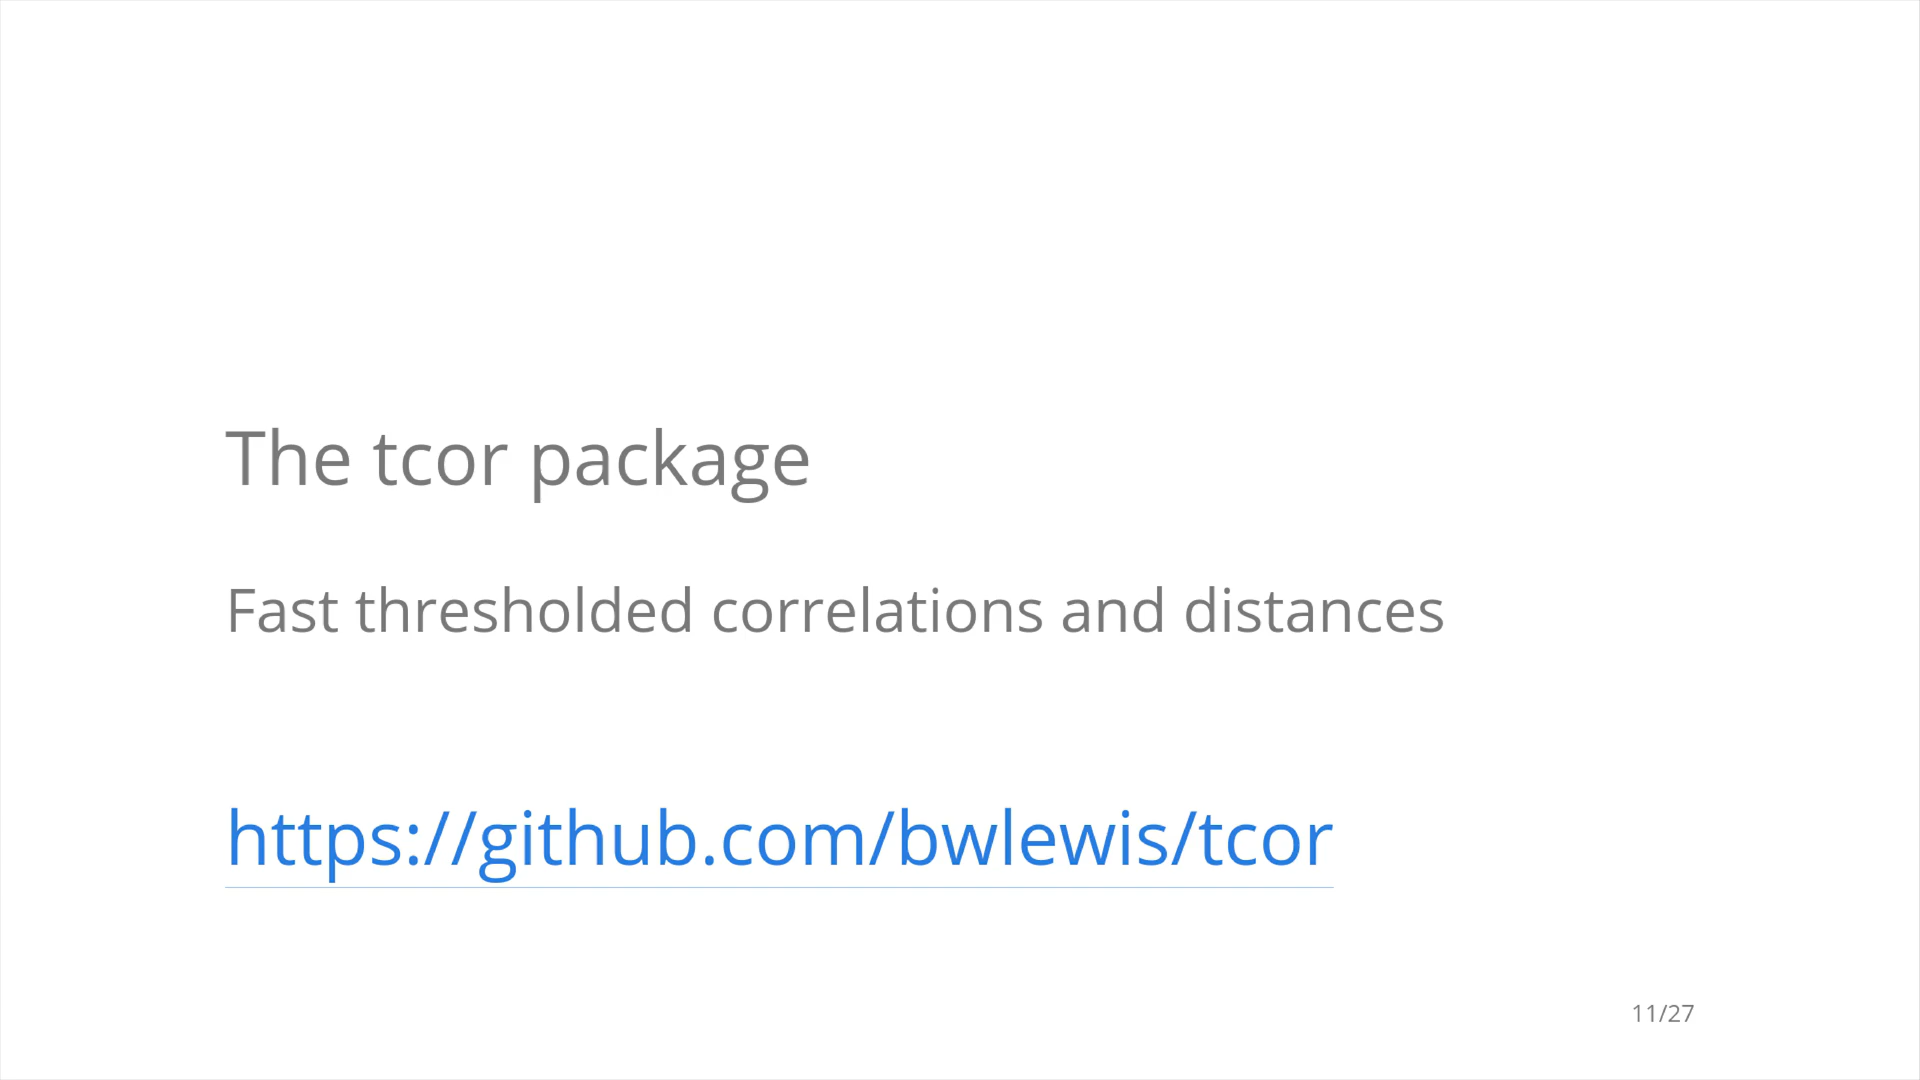 The tcor package
Fast thresholded correlations and distances
https://github.com/bwlewis/tcor
11/27